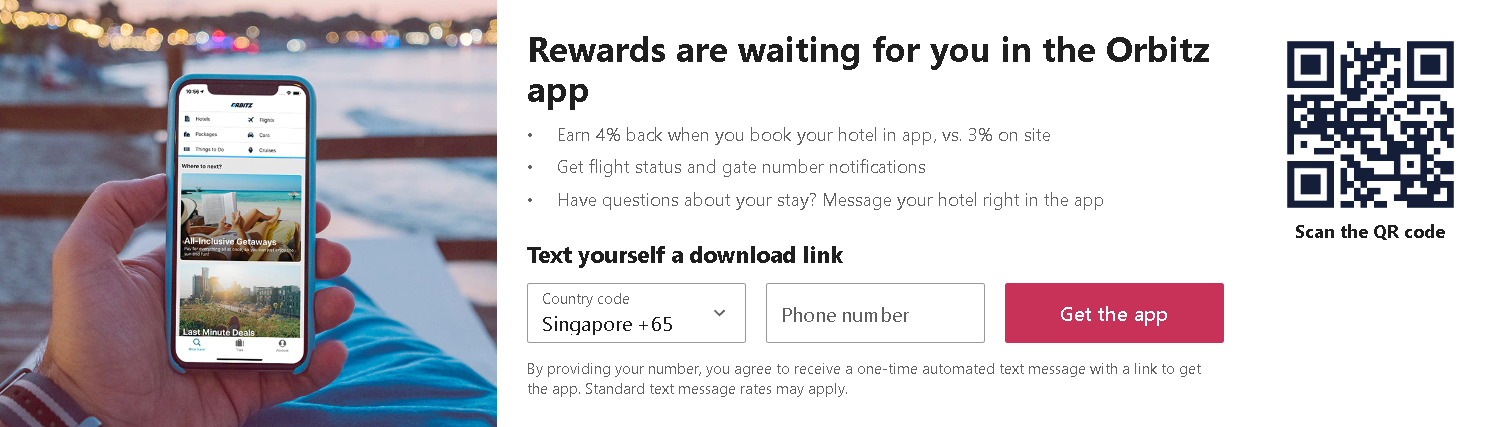 Rewards are waiting for you in the Orbitz
app
• Earn 4% back when you book your hotel in app, vs. 3% on site
• Get flight status and gate number notifications
• Have questions about your stay? Message your hotel right in the app
Text yourself a download link
Country code
Singapore +65
Phone number
Get the app
By providing your number, you agree to receive a one-time automated text message with a link to get
the app. Standard text message rates may apply.
Scan the QR code
10:56
ORBITZ
Hotels Flights
Packages Cars
Things to Do Cruises
Where to next?
All-Inclusive Getaways
Last Minute Deals
Trips Account